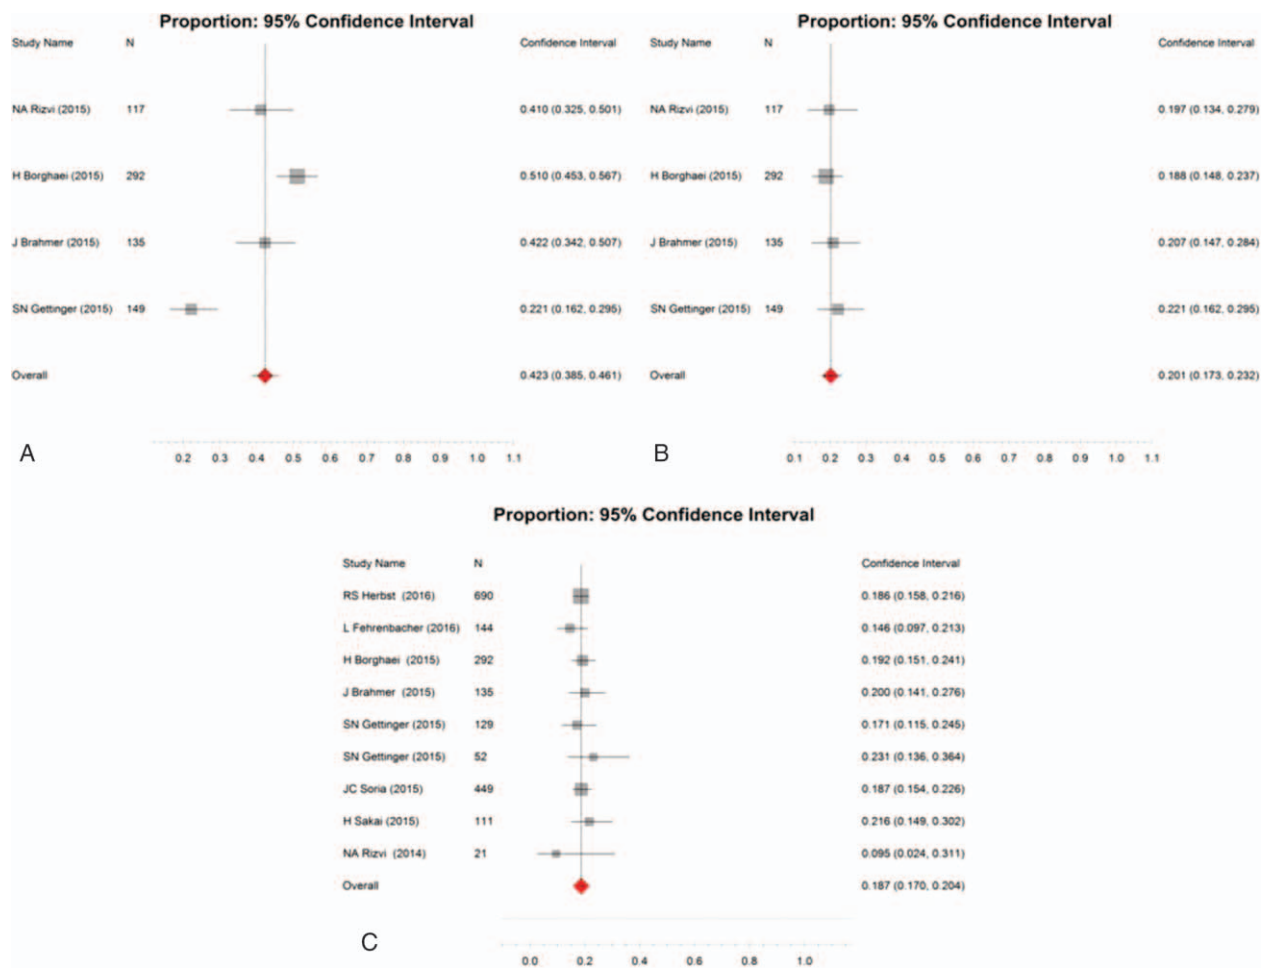 Proportion: 95% Confidence Interval
Study Name N Confidence Interval
NA Rizvi (2015) 117 0.410 (0.325, 0.501)
H Borghaei (2015) 292 0.510 (0.453, 0.567)
J Brahmer (2015) 135 0.422 (0.342, 0.507)
SN Gettinger (2015) 149 0.221 (0.162, 0.295)
Overall 0.423 (0.385, 0.461)
A
0.2 0.3 0.4 0.5 0.6 0.7 0.8 0.9 1.0 1.1
Proportion: 95% Confidence Interval
Study Name N Confidence Interval
NA Rizvi (2015) 117 0.197 (0.134, 0.279)
H Borghaei (2015) 292 0.188 (0.148, 0.237)
J Brahmer (2015) 135 0.207 (0.147, 0.284)
SN Gettinger (2015) 149 0.221 (0.162, 0.295)
Overall 0.201 (0.173, 0.232)
B
0.1 0.2 0.3 0.4 0.5 0.6 0.7 0.8 0.9 1.0 1.1
Proportion: 95% Confidence Interval
Study Name N Confidence Interval
RS Herbst (2016) 690 0.186 (0.158, 0.216)
L Fehrenbacher (2016) 144 0.146 (0.097, 0.213)
H Borghaei (2015) 292 0.192 (0.151, 0.241)
J Brahmer (2015) 135 0.200 (0.141, 0.276)
SN Gettinger (2015) 129 0.171 (0.115, 0.245)
SN Gettinger (2015) 52 0.231 (0.136, 0.364)
JC Soria (2015) 449 0.187 (0.154, 0.226)
H Sakai (2015) 111 0.216 (0.149, 0.302)
NA Rizvi (2014) 21 0.095 (0.024, 0.311)
Overall 0.187 (0.170, 0.204)
C
0.0 0.2 0.4 0.6 0.8 1.0